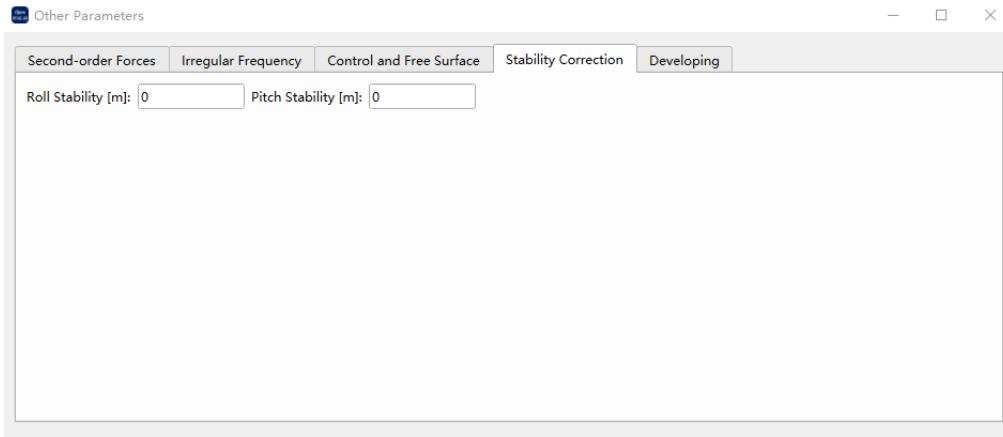 Other Parameters
Second-order Forces Irregular Frequency Control and Free Surface Stability Correction Developing
Roll Stability [m]: 0 Pitch Stability [m]: 0